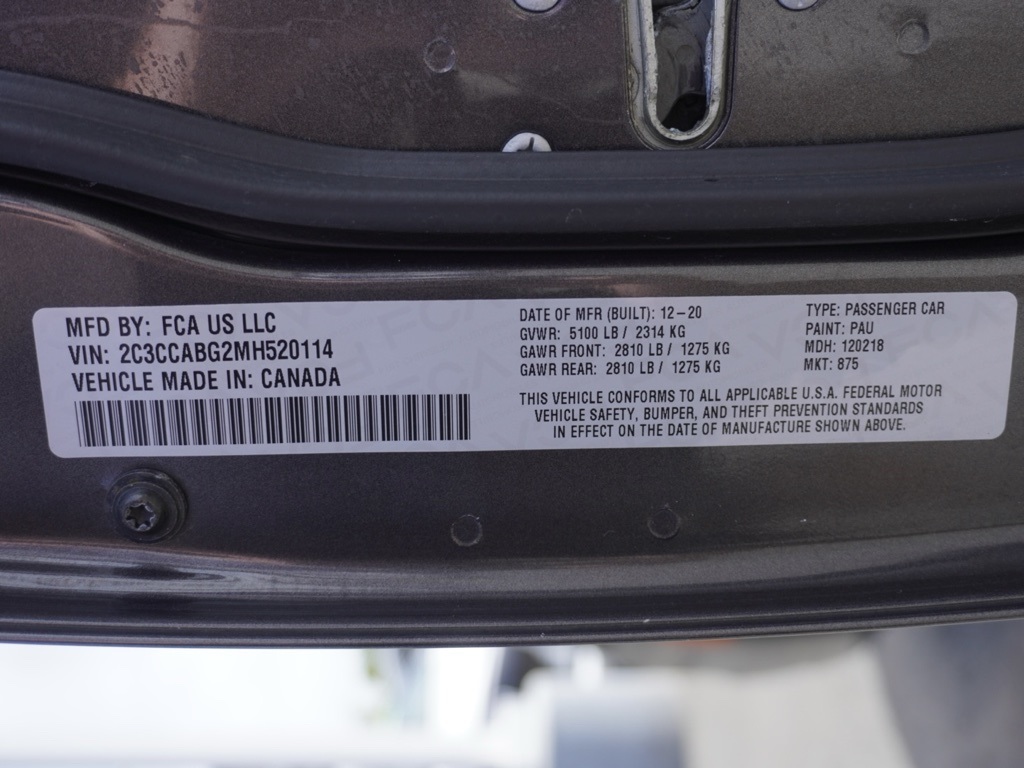 MFD BY: FCA US LLC
VIN: 2C3CCABG2MH520114
VEHICLE MADE IN: CANADA
DATE OF MFR (BUILT): 12-20
GVWR: 5100 LB / 2314 KG
GAWR FRONT: 2810 LB / 1275 KG
GAWR REAR: 2810 LB / 1275 KG
TYPE: PASSENGER CAR
PAINT: PAU
MDH: 120218
MKT: 875
THIS VEHICLE CONFORMS TO ALL APPLICABLE U.S.A. FEDERAL MOTOR
VEHICLE SAFETY, BUMPER, AND THEFT PREVENTION STANDARDS
IN EFFECT ON THE DATE OF MANUFACTURE SHOWN ABOVE.